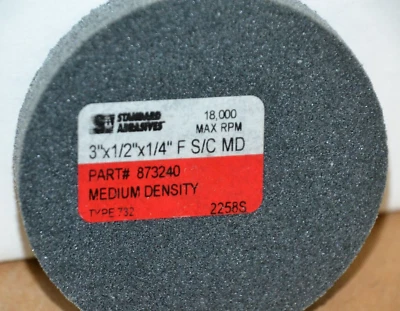 STANDARD
ABRASIVES
18,000
MAX RPM
3"x1/2"x1/4" F S/C MD
PART# 873240
MEDIUM DENSITY
TYPE 732
2258S